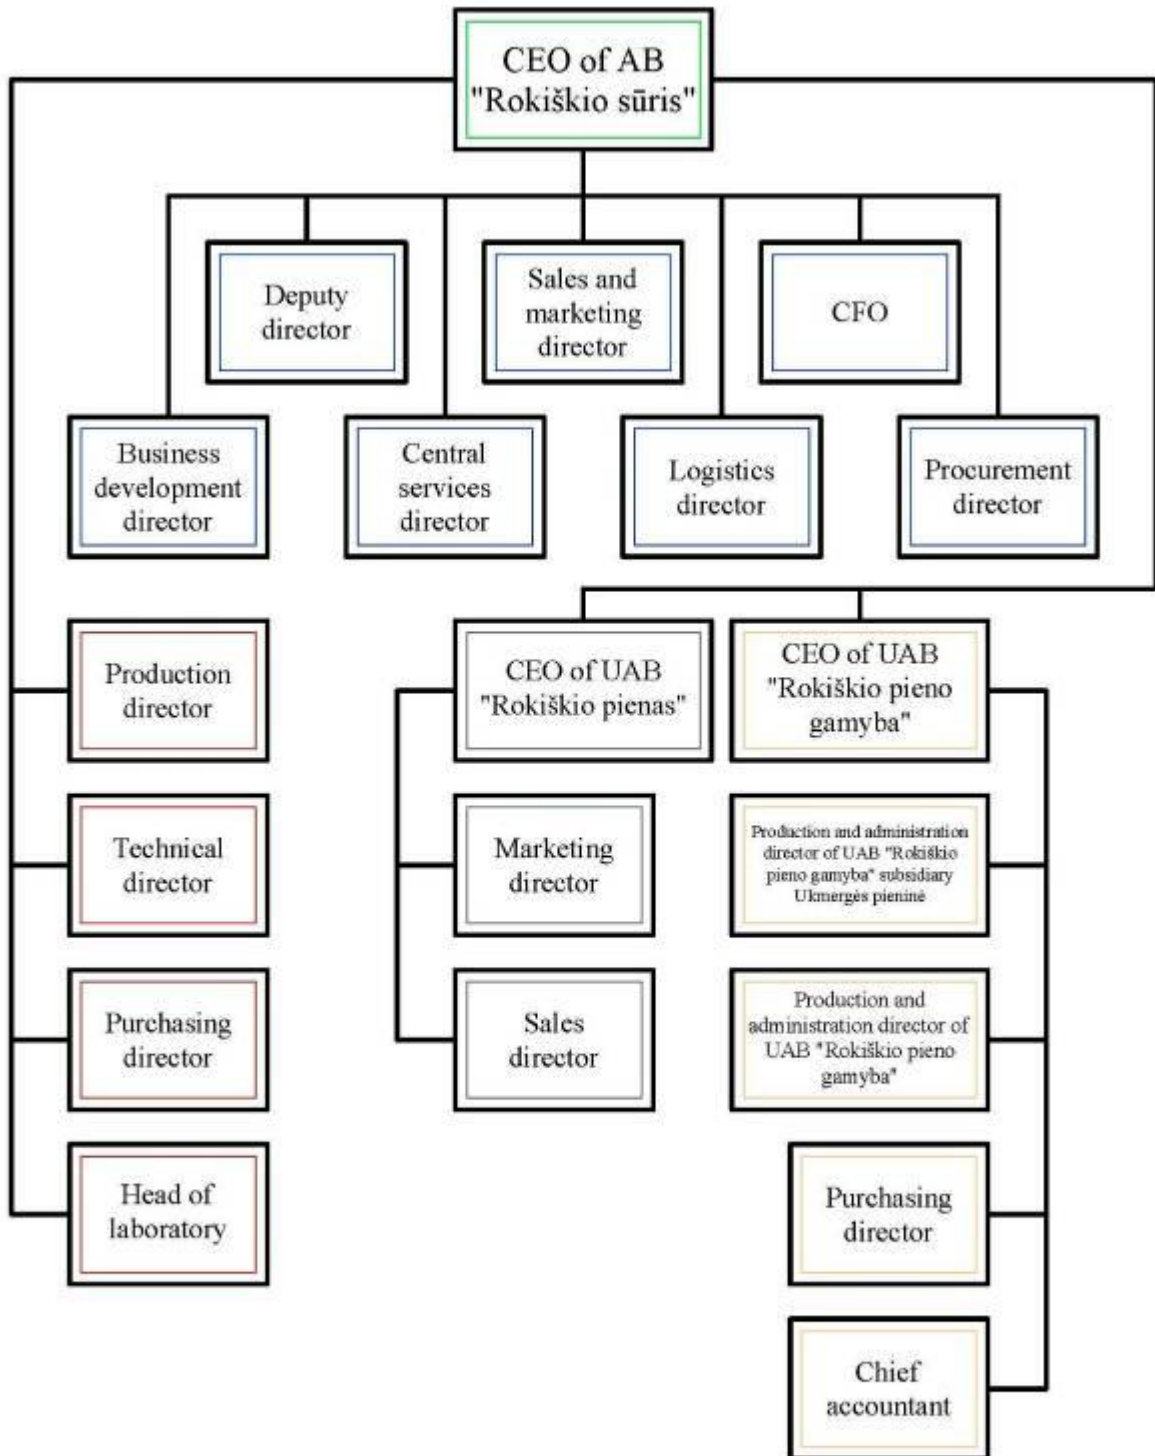 CEO of AB
"Rokiškio sūris"
Deputy
director
Sales and
marketing
director
CFO
Business
development
director
Central
services
director
Logistics
director
Procurement
director
Production
director
CEO of UAB
"Rokiškio pienas"
CEO of UAB
"Rokiškio pieno
gamyba"
Technical
director
Marketing
director
Production and administration
director of UAB "Rokiškio
pieno gamyba" subsidiary
Ukmergės pieninė
Purchasing
director
Sales
director
Production and
administration director of
UAB "Rokiškio pieno
gamyba"
Head of
laboratory
Purchasing
director
Chief
accountant